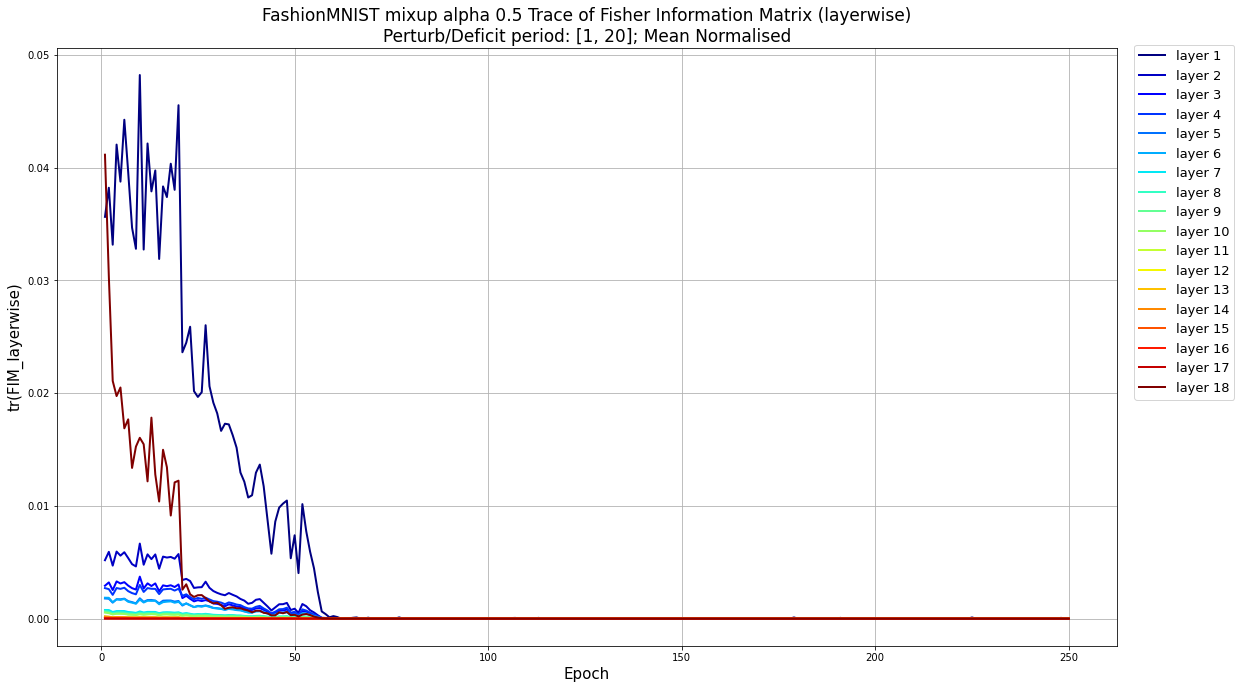 FashionMNIST mixup alpha 0.5 Trace of Fisher Information Matrix (layerwise)
Perturb/Deficit period: [1, 20]; Mean Normalised
tr(FIM_layerwise)
0.05
0.04
0.03
0.02
0.01
0.00
0
50
100
150
200
250
Epoch
layer 1
layer 2
layer 3
layer 4
layer 5
layer 6
layer 7
layer 8
layer 9
layer 10
layer 11
layer 12
layer 13
layer 14
layer 15
layer 16
layer 17
layer 18